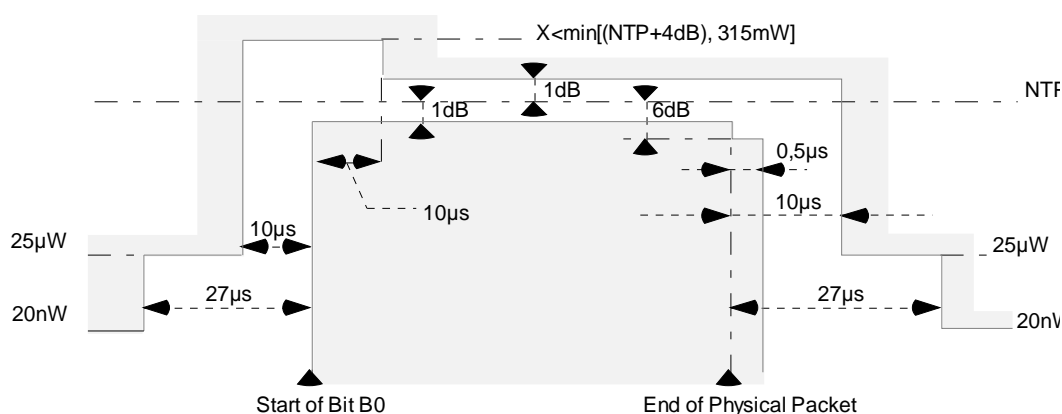 X<min[(NTP+4dB), 315mW]
NTP
1dB
1dB
6dB
0,5µs
10µs
10µs
10µs
25µW
25µW
27µs
27µs
20nW
20nW
Start of Bit B0
End of Physical Packet